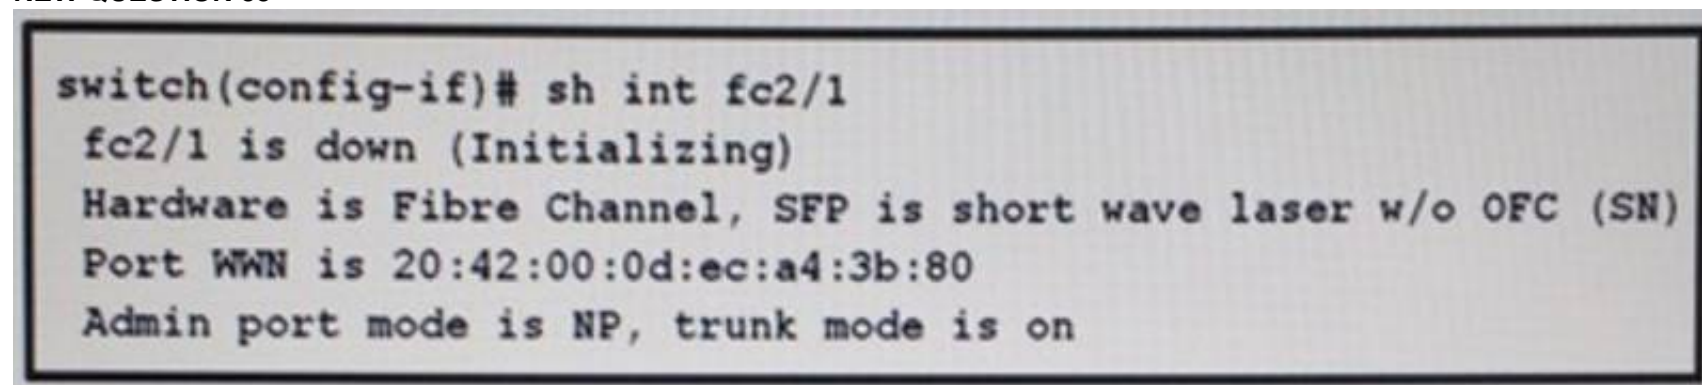 switch(config-if)# sh int fc2/1
fc2/1 is down (Initializing)
Hardware is Fibre Channel, SFP is short wave laser w/o OFC (SN)
Port WWN is 20:42:00:0d:ec:a4:3b:80
Admin port mode is NP, trunk mode is on